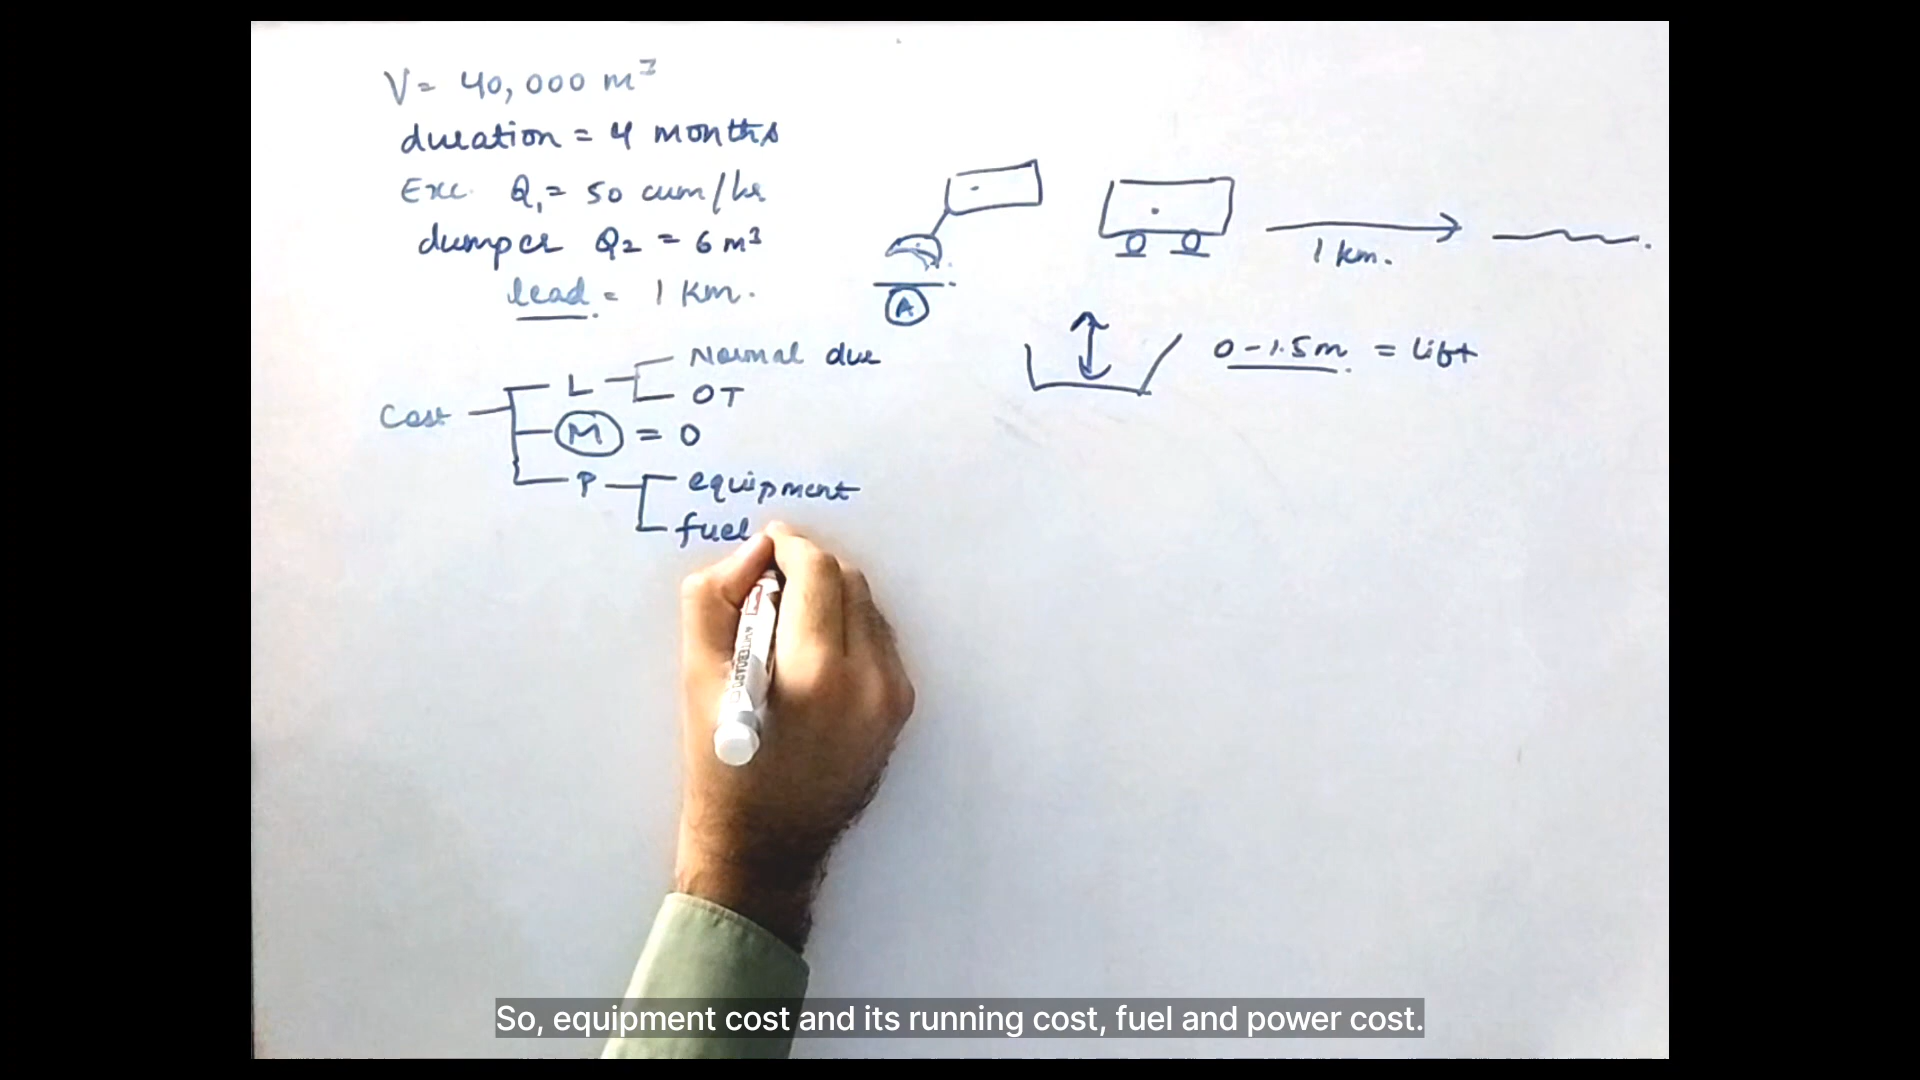 V = 40,000 m³
duration = 4 months
Exc. Q₁ = 50 cum/hr
dumper Q₂ = 6 m³
lead = 1 km.
1 km.
A
0-1.5m = lift
Cost
L
Normal dur
OT
M = 0
P
equipment
fuel
So, equipment cost and its running cost, fuel and power cost.